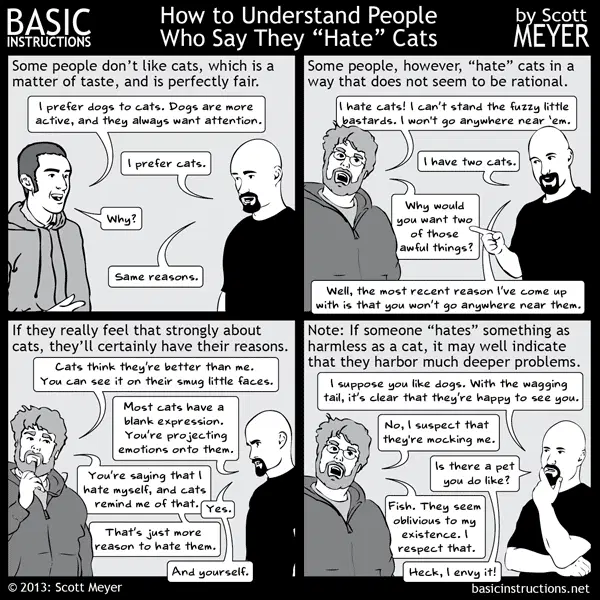 BASIC
INSTRUCTIONS
How to Understand People
Who Say They “Hate” Cats
by Scott
MEYER
Some people don’t like cats, which is a
matter of taste, and is perfectly fair.
I prefer dogs to cats. Dogs are more
active, and they always want attention.
I prefer cats.
Why?
Same reasons.
Some people, however, “hate” cats in a
way that does not seem to be rational.
I hate cats! I can't stand the fuzzy little
bastards. I won't go anywhere near 'em.
I have two cats.
Why would
you want two
of those
awful things?
Well, the most recent reason I've come up
with is that you won't go anywhere near them.
If they really feel that strongly about
cats, they’ll certainly have their reasons.
Cats think they're better than me.
You can see it on their smug little faces.
Most cats have a
blank expression.
You're projecting
emotions onto them.
You're saying that I
hate myself, and cats
remind me of that.
Yes.
That's just more
reason to hate them.
And yourself.
Note: If someone “hates” something as
harmless as a cat, it may well indicate
that they harbor much deeper problems.
I suppose you like dogs. With the wagging
tail, it's clear that they're happy to see you.
No, I suspect that
they're mocking me.
Is there a pet
you do like?
Fish. They seem
oblivious to my
existence. I
respect that.
Heck, I envy it!
© 2013: Scott Meyer
basicinstructions.net